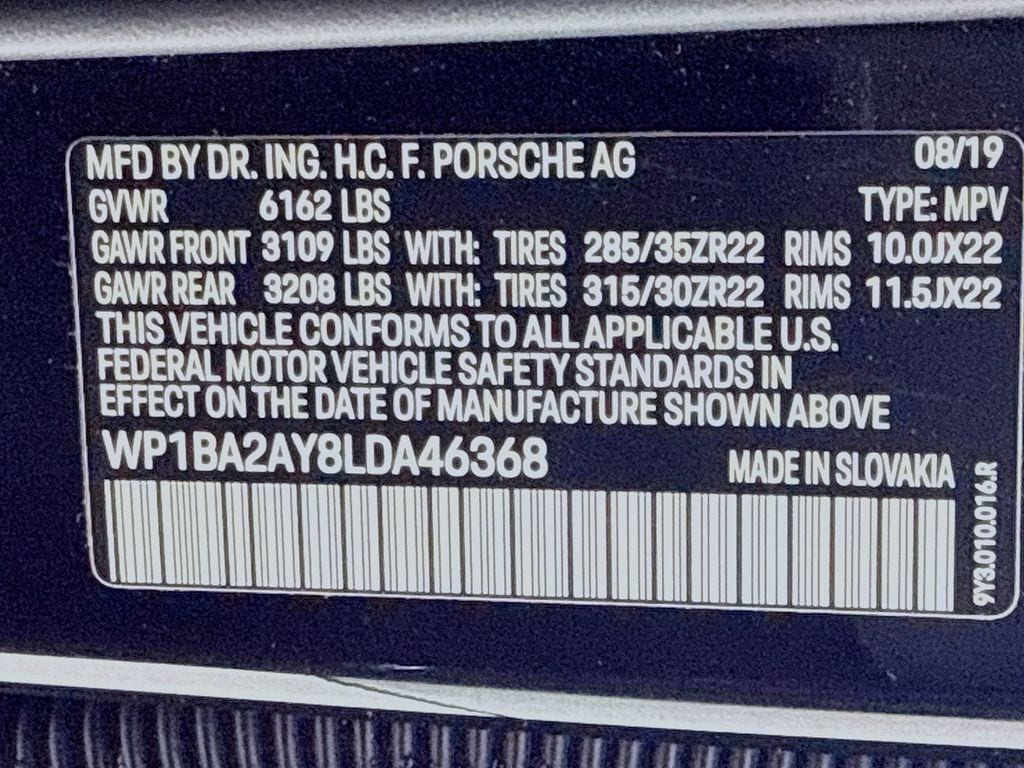 MFD BY DR. ING. H.C. F. PORSCHE AG 08/19
GVWR 6162 LBS TYPE: MPV
GAWR FRONT 3109 LBS WITH: TIRES 285/35ZR22 RIMS 10.0JX22
GAWR REAR 3208 LBS WITH: TIRES 315/30ZR22 RIMS 11.5JX22
THIS VEHICLE CONFORMS TO ALL APPLICABLE U.S.
FEDERAL MOTOR VEHICLE SAFETY STANDARDS IN
EFFECT ON THE DATE OF MANUFACTURE SHOWN ABOVE
WP1BA2AY8LDA46368 MADE IN SLOVAKIA
9Y3.010.016.R